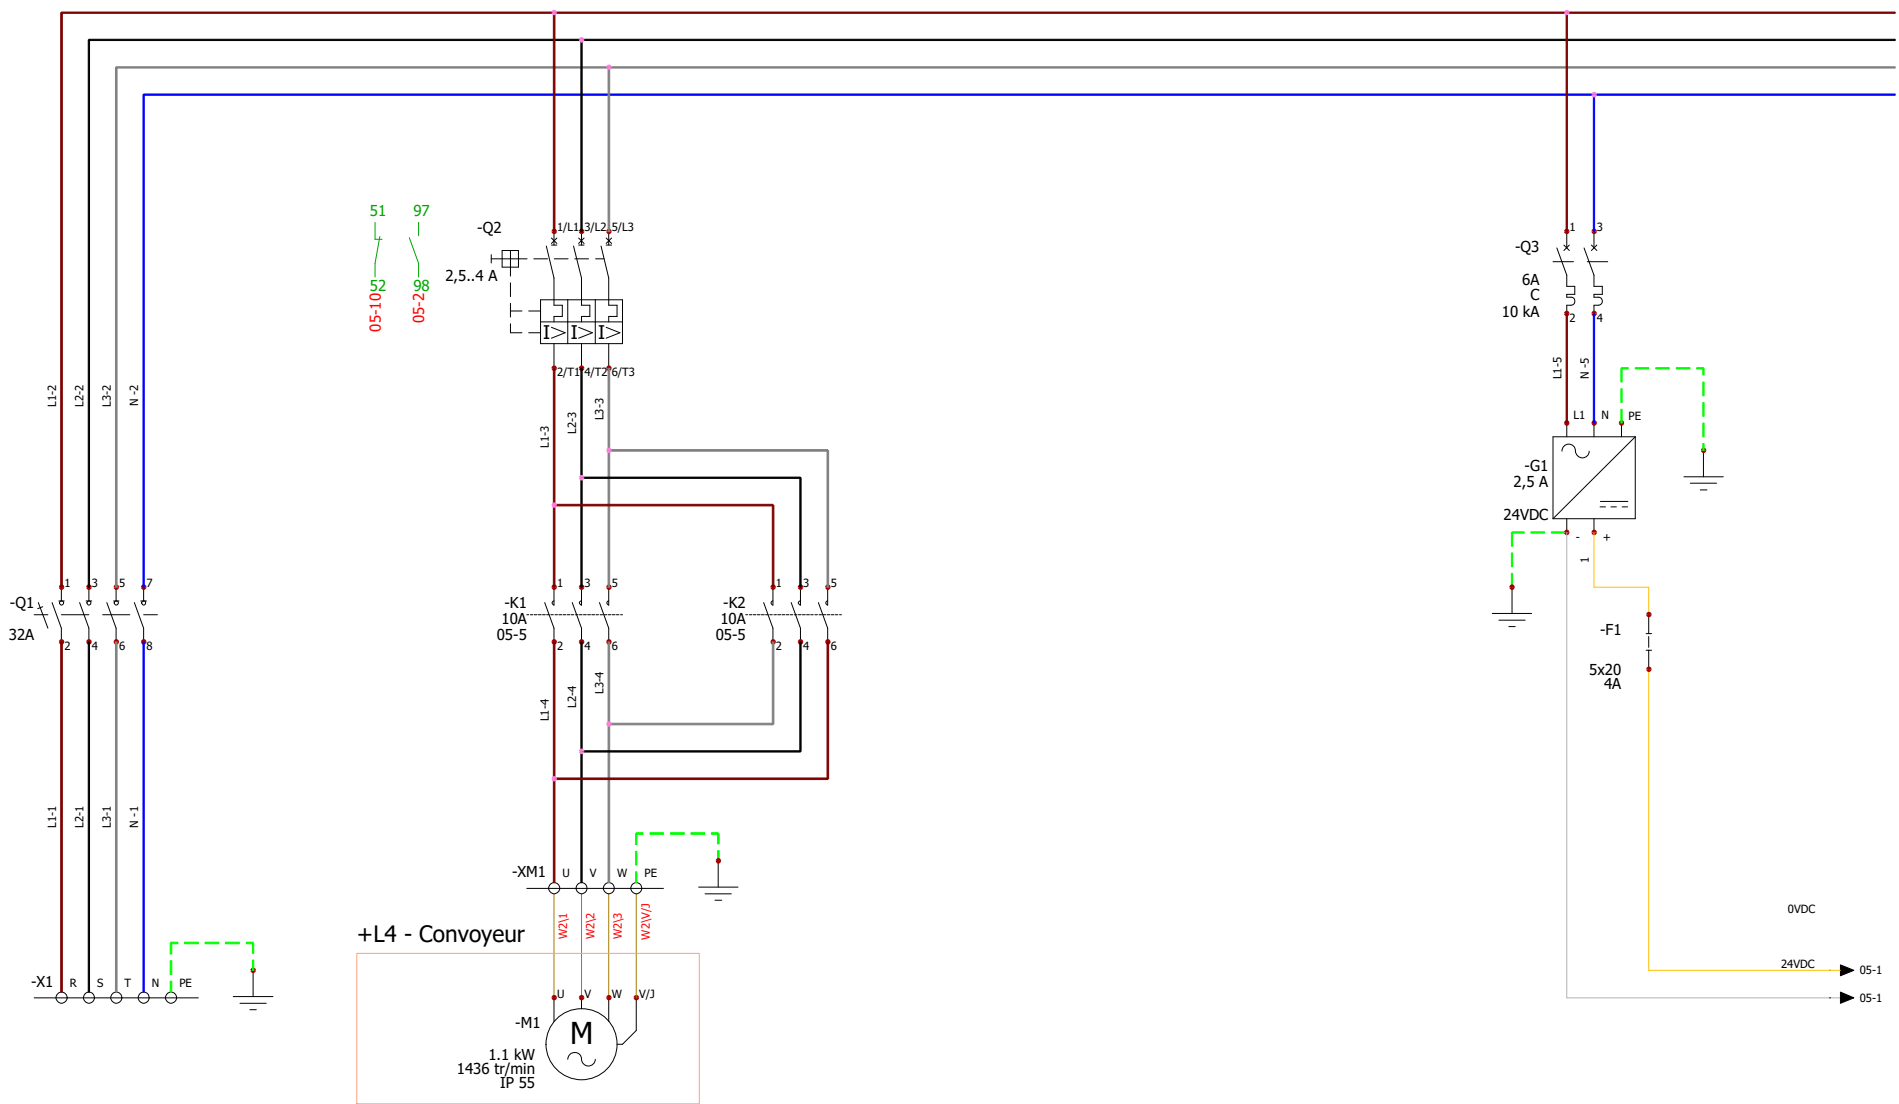 51
97
52
98
05-10
05-2
-Q2
2,5..4 A
1/L1
3/L2
5/L3
I>
I>
I>
2/T1
4/T2
6/T3
-Q3
6A
C
10 kA
1
3
2
4
L1-2
L2-2
L3-2
N -2
L1-3
L2-3
L3-3
L1-5
N -5
L1
N
PE
-G1
2,5 A
24VDC
-
+
1
-Q1
32A
1
3
5
7
2
4
6
8
-K1
10A
05-5
1
3
5
2
4
6
-K2
10A
05-5
1
3
5
2
4
6
-F1
5x20
4A
L1-4
L2-4
L3-4
L1-1
L2-1
L3-1
N -1
-XM1
U
V
W
PE
W2\1
W2\2
W2\3
W2\V/J
+L4 - Convoyeur
0VDC
24VDC
05-1
05-1
-X1
R
S
T
N
PE
U
V
W
V/J
-M1
M
1.1 kW
1436 tr/min
IP 55